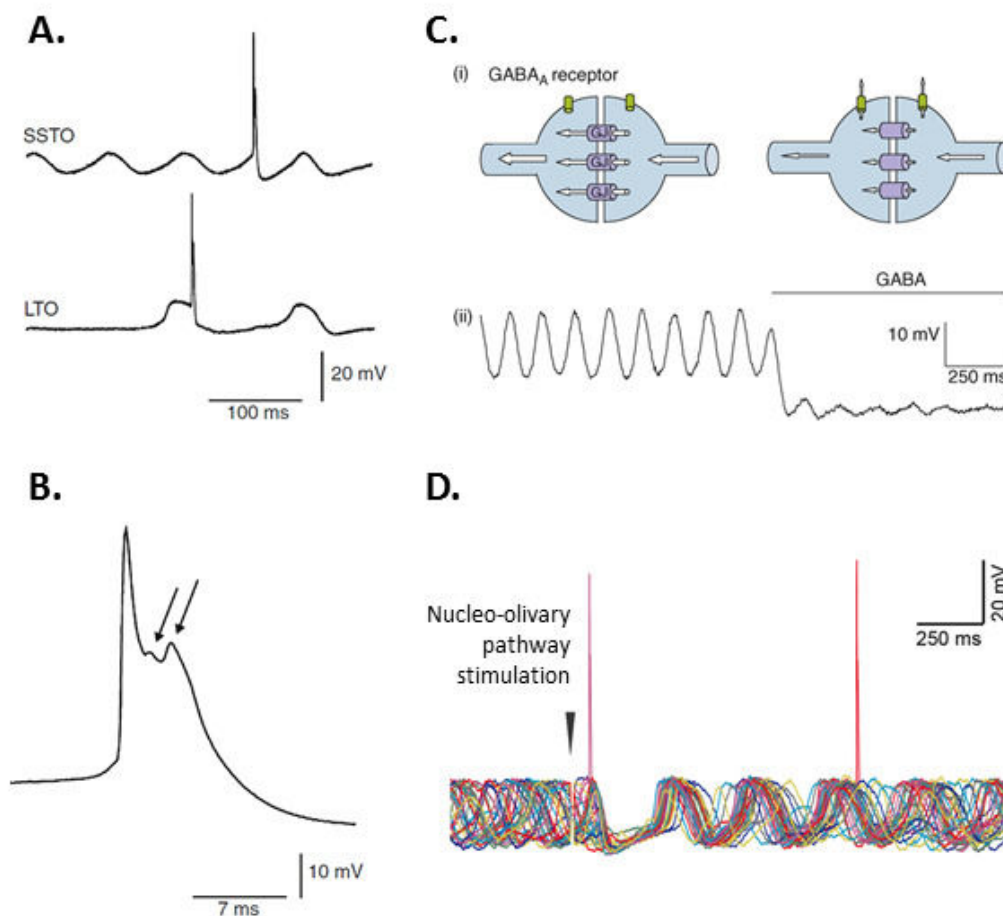 A.
SSTO
LTO
20 mV
100 ms
B.
10 mV
7 ms
C.
(i) GABAA receptor
GJ
GJ
GJ
GABA
(ii)
10 mV
250 ms
D.
Nucleo-olivary
pathway
stimulation
20 mV
250 ms